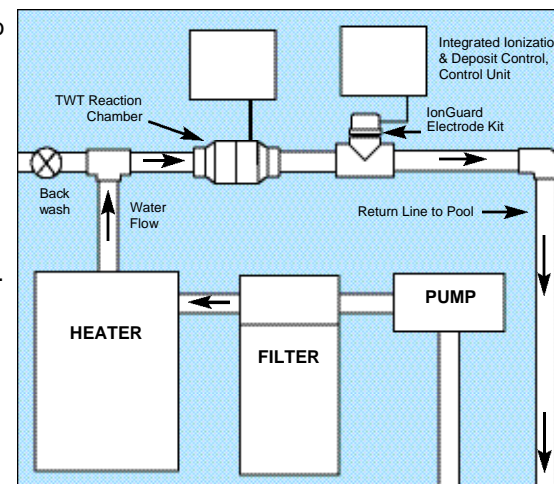 Integrated Ionizatio
& Deposit Control,
Control Unit
TWT Reaction
Chamber
IonGuard
Electrode Kit
Back
wash
Water
Flow
Return Line to Pool
HEATER
FILTER
PUMP